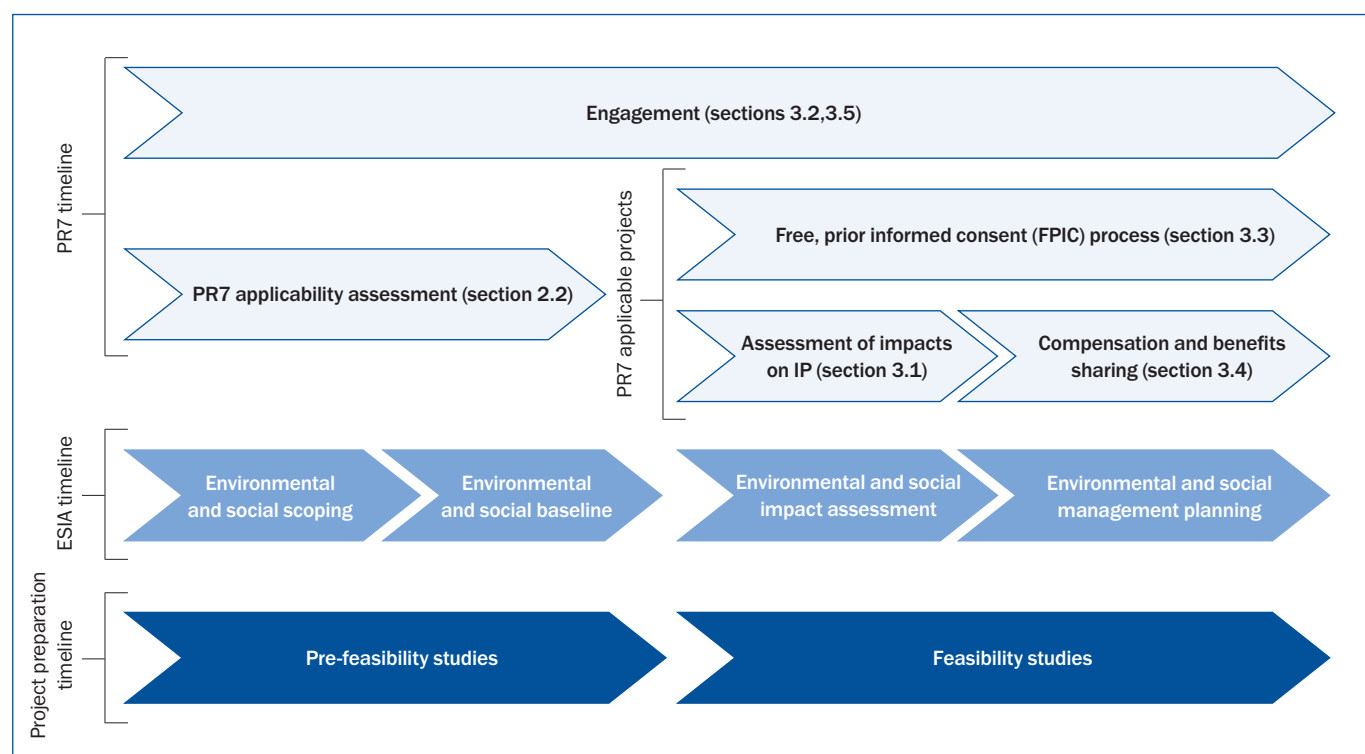 PR7 timeline
Engagement (sections 3.2,3.5)
PR7 applicability assessment (section 2.2)
PR7 applicable projects
Free, prior informed consent (FPIC) process (section 3.3)
Assessment of impacts
on IP (section 3.1)
Compensation and benefits
sharing (section 3.4)
ESIA timeline
Environmental
and social scoping
Environmental
and social baseline
Environmental and social
impact assessment
Environmental and social
management planning
Project preparation
timeline
Pre-feasibility studies
Feasibility studies